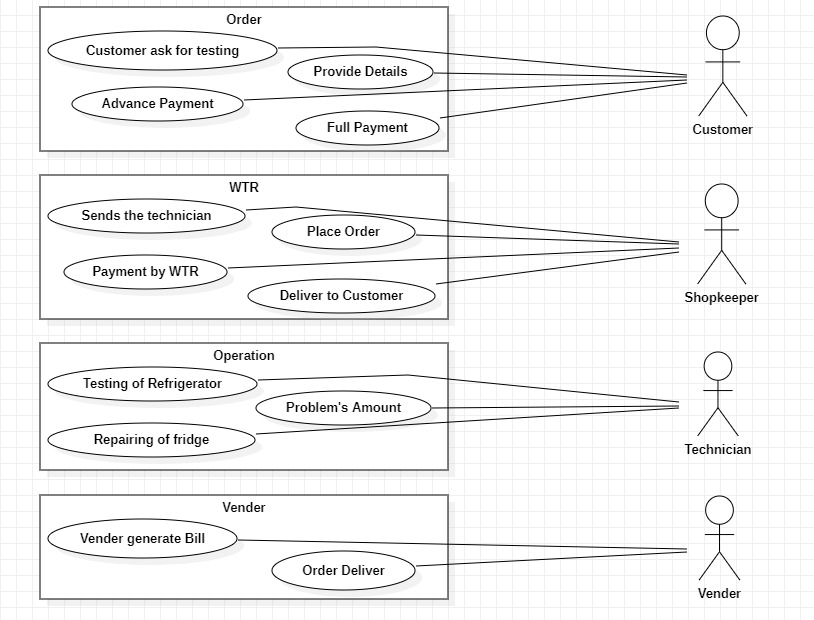 Order
Customer ask for testing
Provide Details
Advance Payment
Full Payment
Customer
WTR
Sends the technician
Place Order
Payment by WTR
Deliver to Customer
Shopkeeper
Operation
Testing of Refrigerator
Problem's Amount
Repairing of fridge
Technician
Vender
Vender generate Bill
Order Deliver
Vender